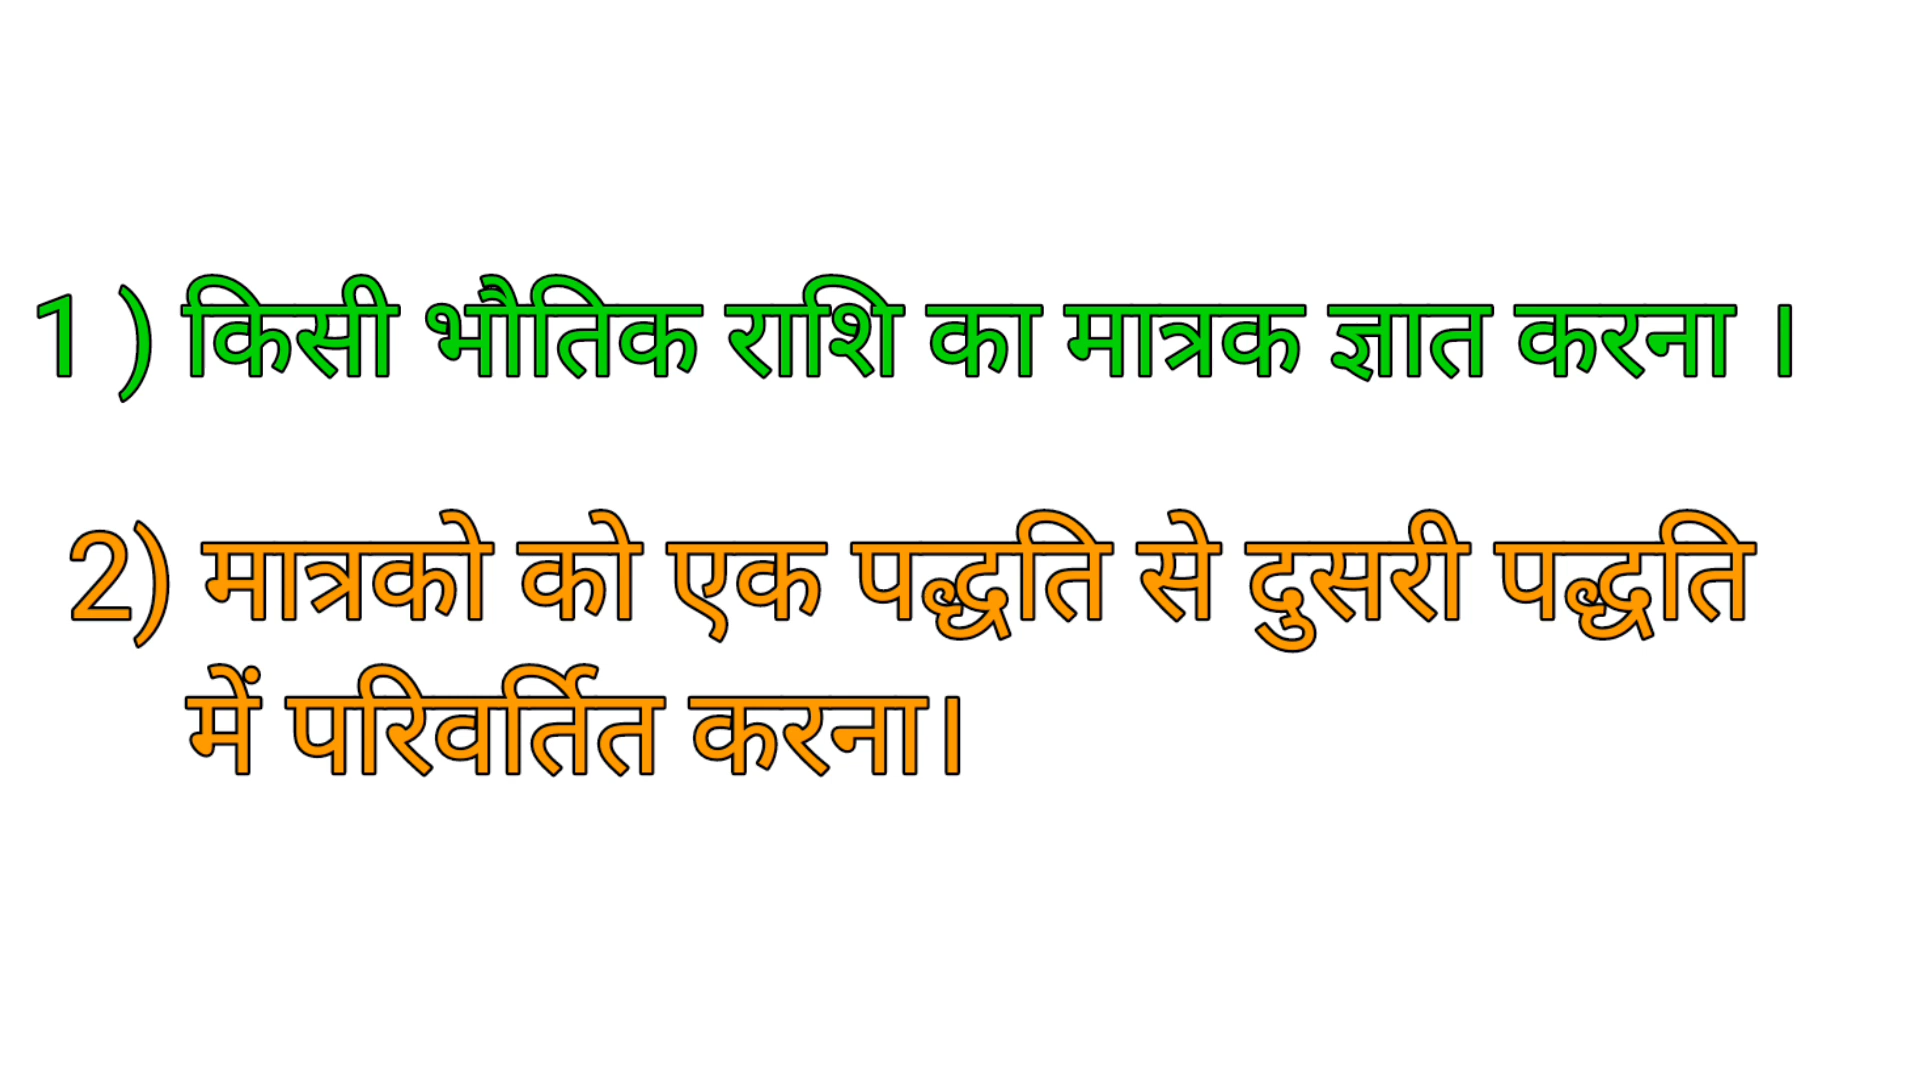 1 ) किसी भौतिक राशि का मात्रक ज्ञात करना ।
2) मात्रको को एक पद्धति से दुसरी पद्धति
में परिवर्तित करना।